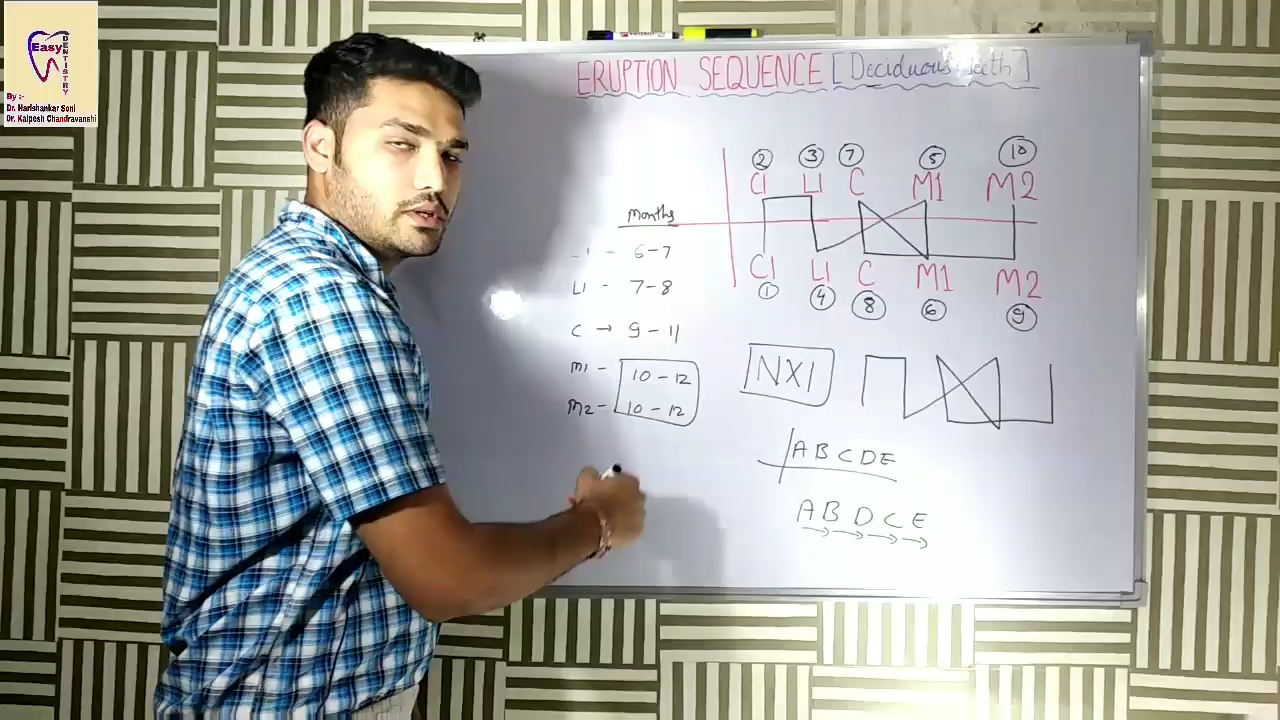 Easy
DENTISTRY
By :-
Dr. Harishankar Soni
Dr. Kalpesh Chandravanshi
ERUPTION SEQUENCE [Deciduous teeth]
2 3 7 5 10
CI LI C M1 M2
CI LI C M1 M2
1 4 8 6 9
Months
6-7
LI - 7-8
C → 9-11
M1 - 10-12
M2 - 10-12
NXI
ABCDE
ABDCE